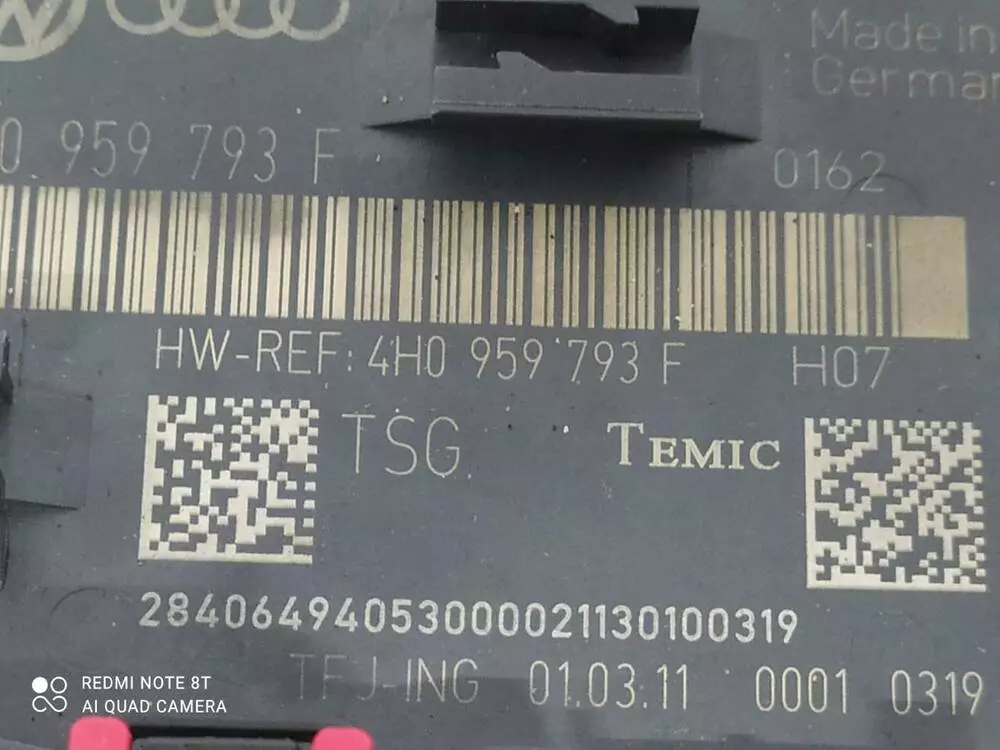 Made in
German
0 959 793 F
0162
HW-REF: 4H0 959 793 F H07
TSG TEMIC
28406494053000021130100319
TFJ-ING 01.03.11 0001 0319
REDMI NOTE 8T
AI QUAD CAMERA